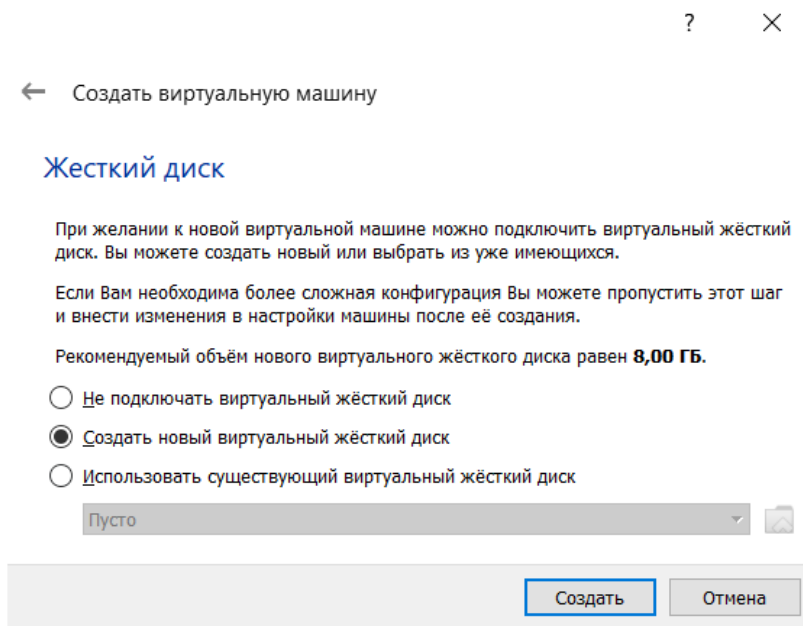 ?
Создать виртуальную машину
Жесткий диск
При желании к новой виртуальной машине можно подключить виртуальный жёсткий
диск. Вы можете создать новый или выбрать из уже имеющихся.
Если Вам необходима более сложная конфигурация Вы можете пропустить этот шаг
и внести изменения в настройки машины после её создания.
Рекомендуемый объём нового виртуального жёсткого диска равен 8,00 ГБ.
Не подключать виртуальный жёсткий диск
Создать новый виртуальный жёсткий диск
Использовать существующий виртуальный жёсткий диск
Пусто
Создать
Отмена